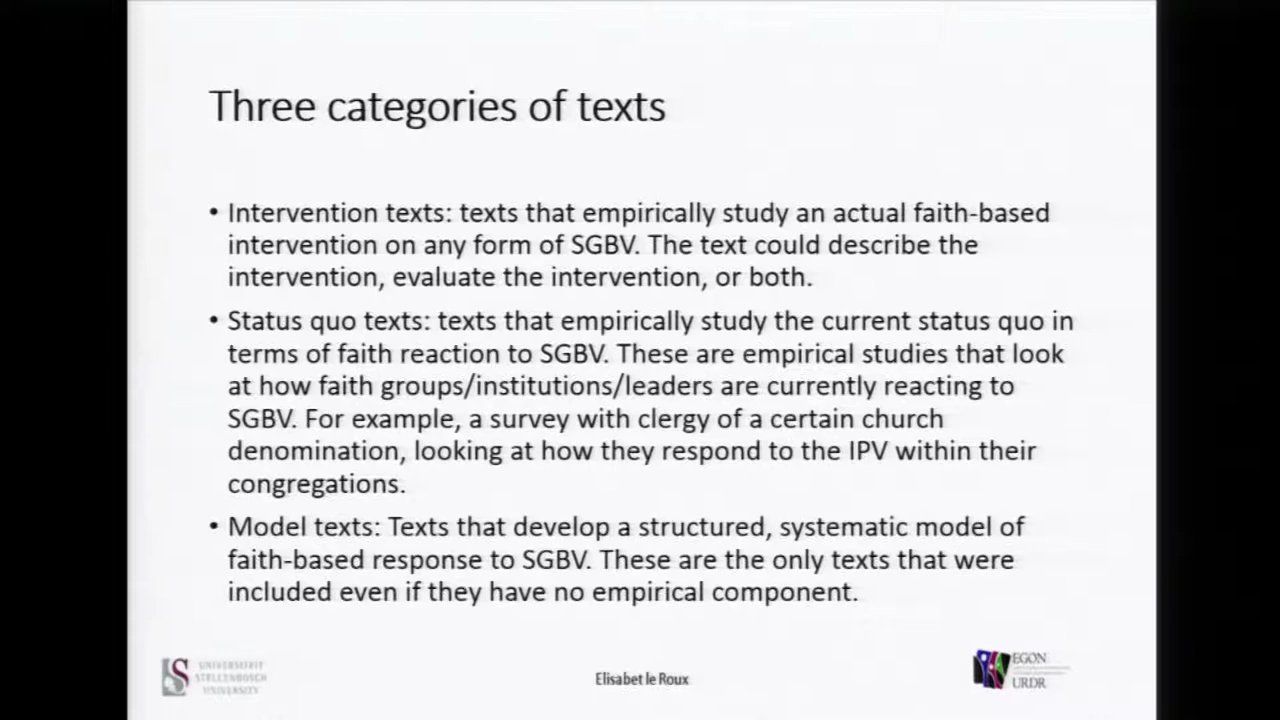 Three categories of texts
• Intervention texts: texts that empirically study an actual faith-based
intervention on any form of SGBV. The text could describe the
intervention, evaluate the intervention, or both.
• Status quo texts: texts that empirically study the current status quo in
terms of faith reaction to SGBV. These are empirical studies that look
at how faith groups/institutions/leaders are currently reacting to
SGBV. For example, a survey with clergy of a certain church
denomination, looking at how they respond to the IPV within their
congregations.
• Model texts: Texts that develop a structured, systematic model of
faith-based response to SGBV. These are the only texts that were
included even if they have no empirical component.
UNIVERSITEIT
STELLENBOSCH
UNIVERSITY
Elisabet le Roux
EGON
URDR